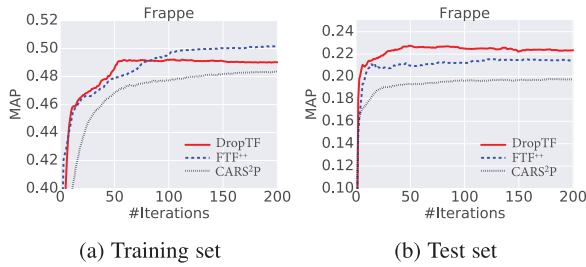 Frappe
MAP
0.50
0.48
0.46
0.44
0.42
0.40
0
50
100
150
200
#Iterations
DropTF
FTF++
CARS²P
(a) Training set
Frappe
MAP
0.24
0.22
0.20
0.18
0.16
0.14
0.12
0.10
0
50
100
150
200
#Iterations
DropTF
FTF++
CARS²P
(b) Test set